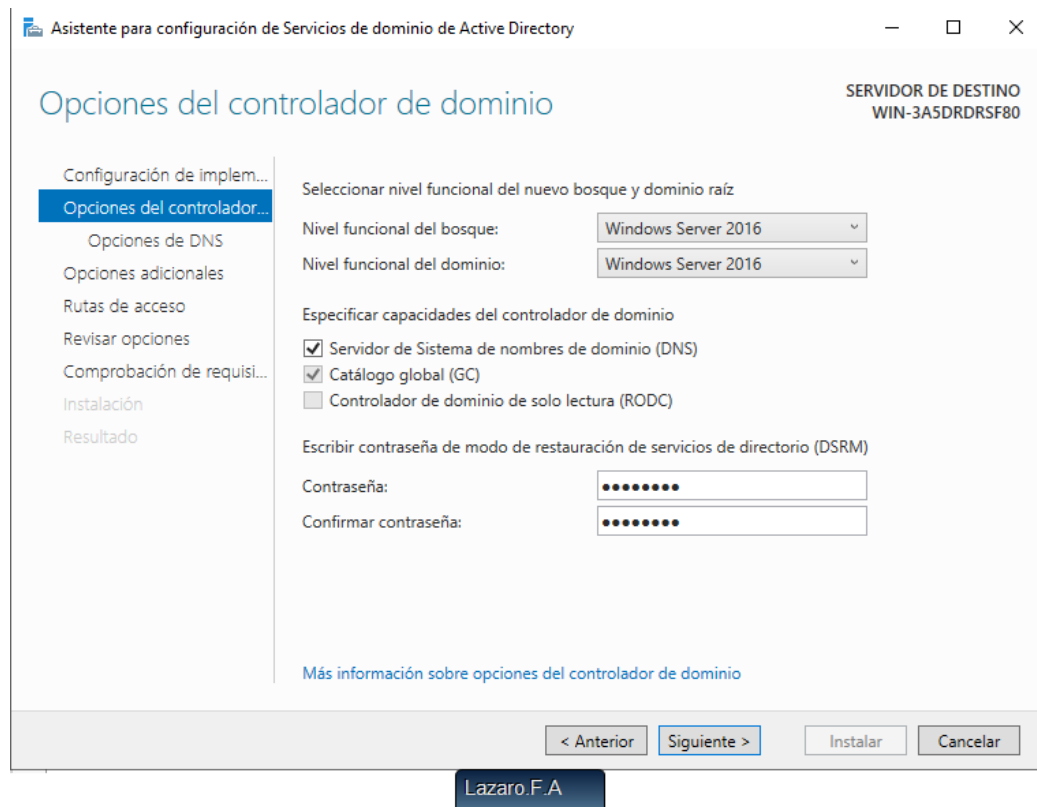 Asistente para configuración de Servicios de dominio de Active Directory
Opciones del controlador de dominio
SERVIDOR DE DESTINO
WIN-3A5DRDRSF80
Configuración de implem...
Opciones del controlador...
Opciones de DNS
Opciones adicionales
Rutas de acceso
Revisar opciones
Comprobación de requisi...
Instalación
Resultado
Seleccionar nivel funcional del nuevo bosque y dominio raíz
Nivel funcional del bosque: Windows Server 2016
Nivel funcional del dominio: Windows Server 2016
Especificar capacidades del controlador de dominio
Servidor de Sistema de nombres de dominio (DNS)
Catálogo global (GC)
Controlador de dominio de solo lectura (RODC)
Escribir contraseña de modo de restauración de servicios de directorio (DSRM)
Contraseña: ●●●●●●●●
Confirmar contraseña: ●●●●●●●●
Más información sobre opciones del controlador de dominio
< Anterior Siguiente > Instalar Cancelar
Lazaro.F.A